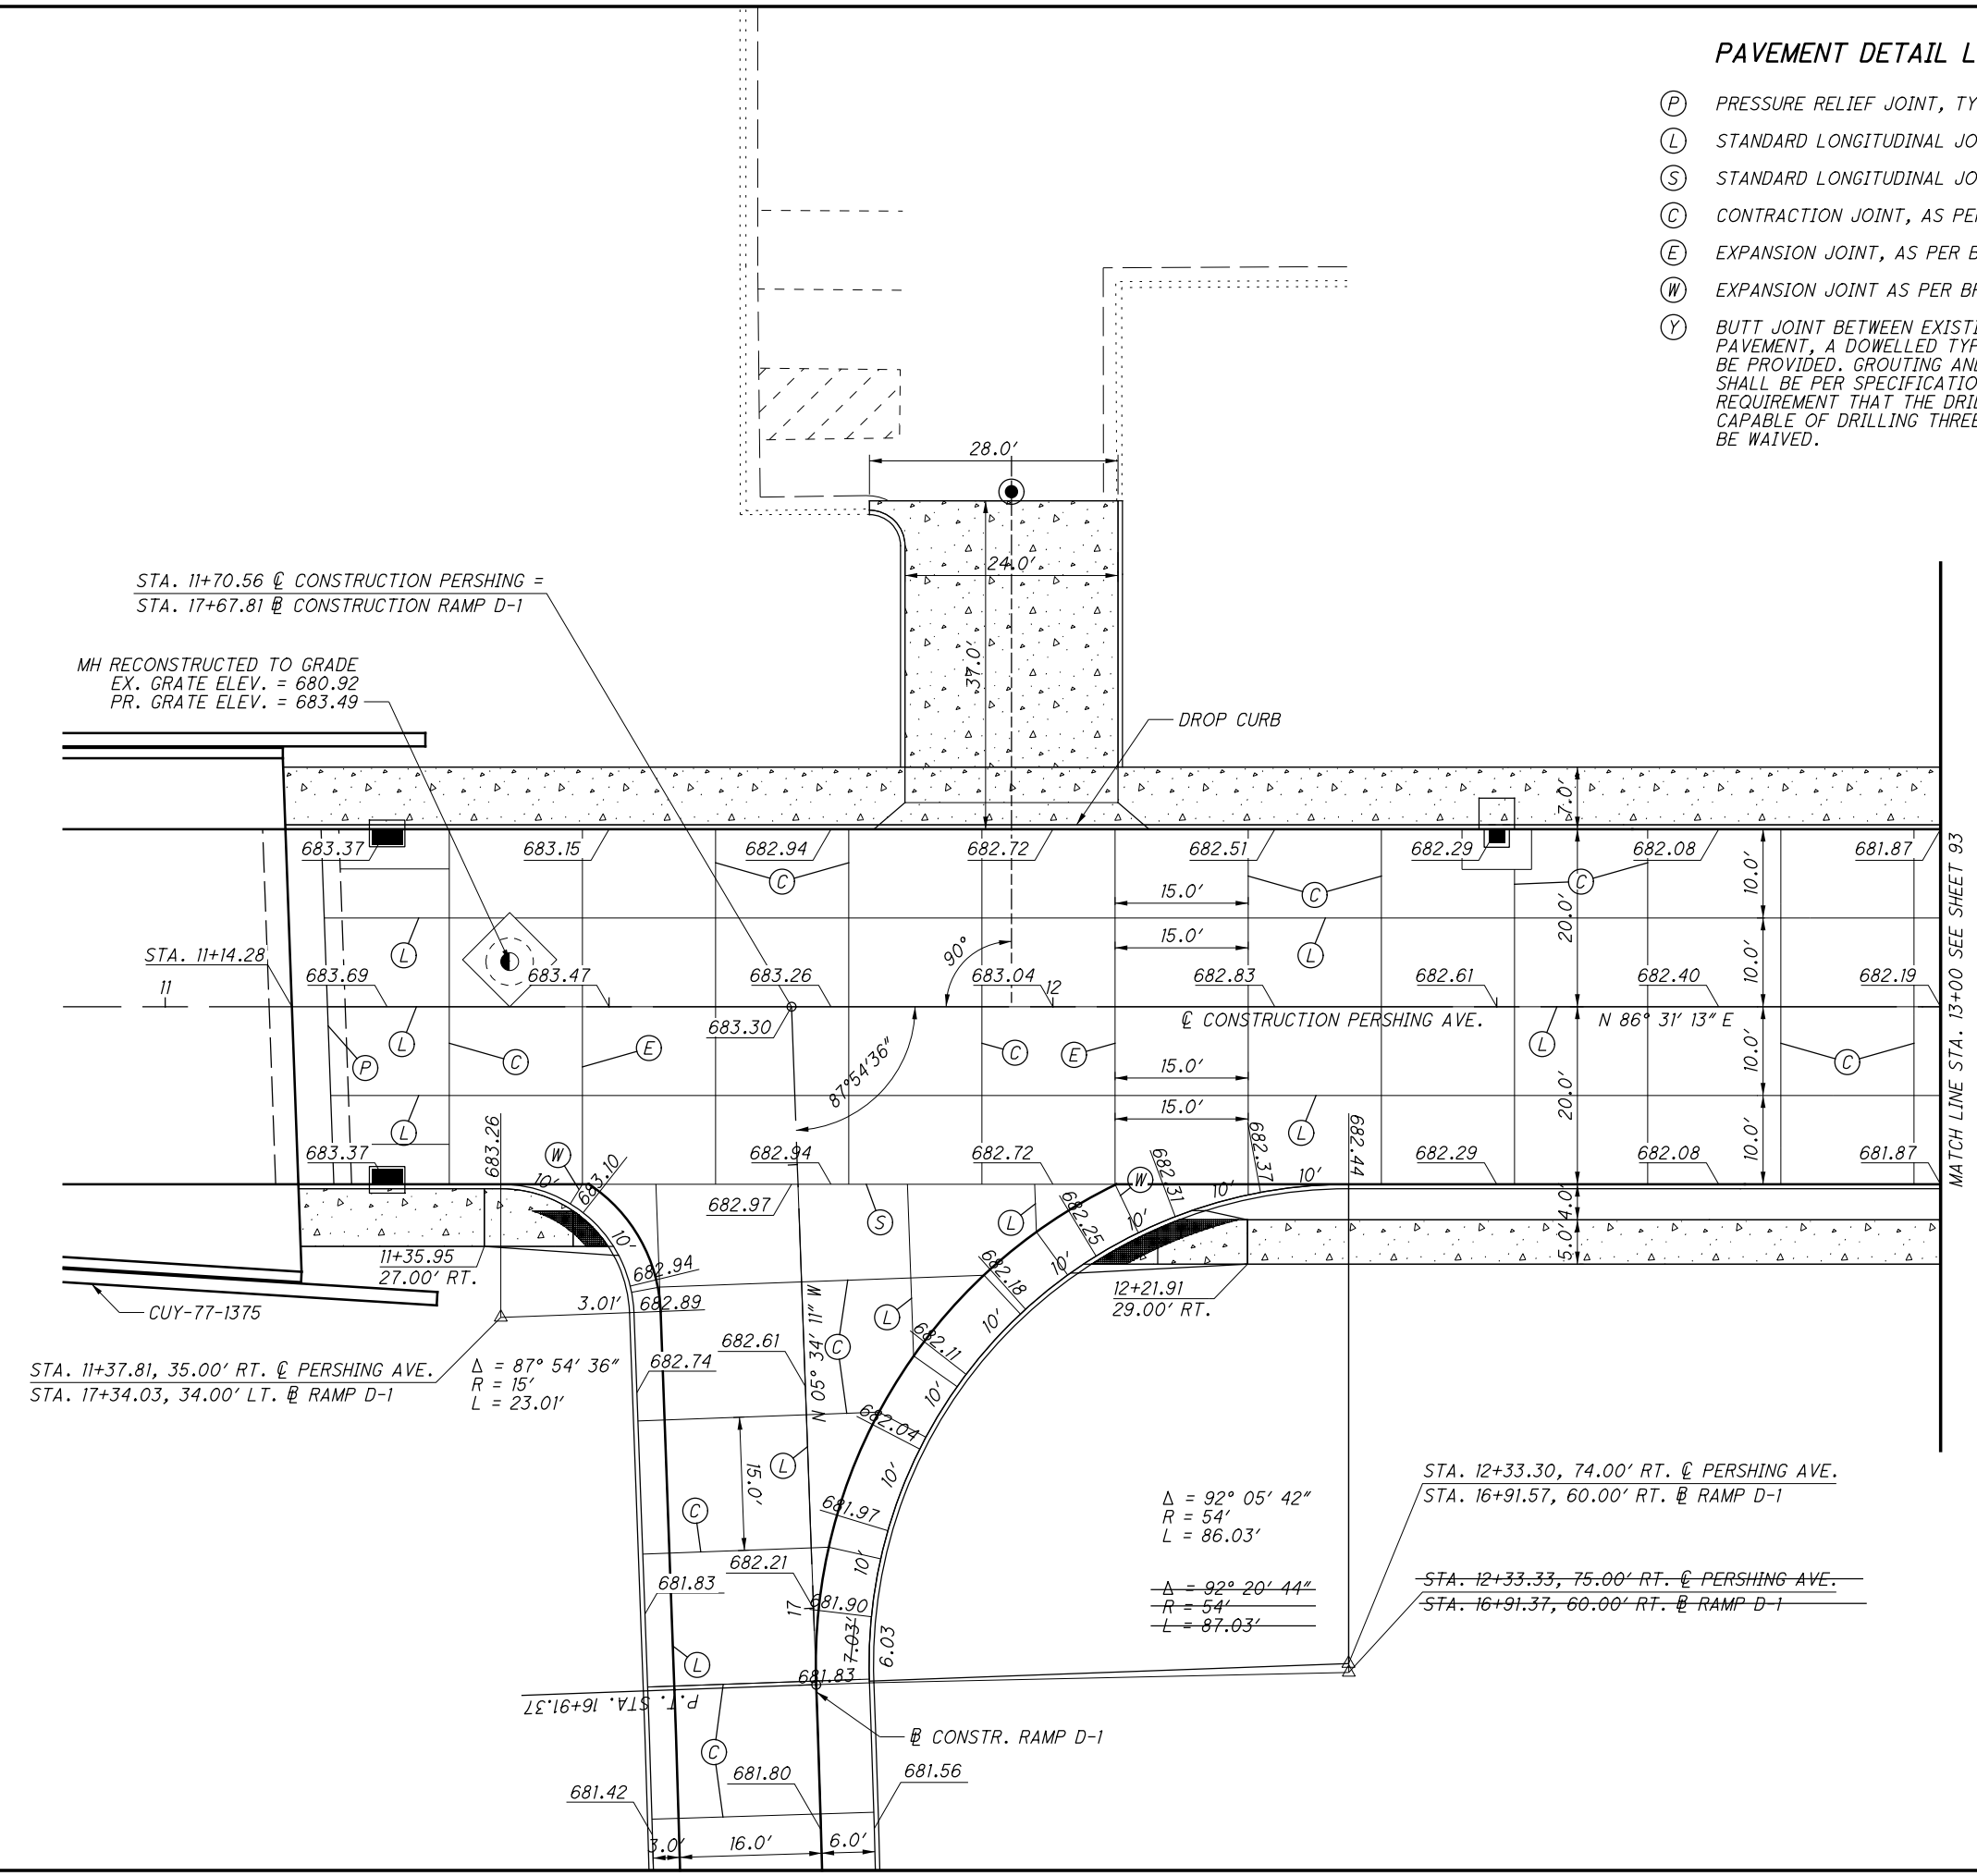 PAVEMENT DETAIL L
P PRESSURE RELIEF JOINT, TY
L STANDARD LONGITUDINAL JO
S STANDARD LONGITUDINAL JO
C CONTRACTION JOINT, AS PE
E EXPANSION JOINT, AS PER B
W EXPANSION JOINT AS PER B
Y BUTT JOINT BETWEEN EXISTI
PAVEMENT, A DOWELLED TYP
BE PROVIDED. GROUTING AN
SHALL BE PER SPECIFICATIO
REQUIREMENT THAT THE DRI
CAPABLE OF DRILLING THREE
BE WAIVED.
28.0'
24.0'
37.0'
STA. 11+70.56 ℄ CONSTRUCTION PERSHING =
STA. 17+67.81 B̲L CONSTRUCTION RAMP D-1
MH RECONSTRUCTED TO GRADE
EX. GRATE ELEV. = 680.92
PR. GRATE ELEV. = 683.49
DROP CURB
7.0'
683.37
683.15
682.94
682.72
682.51
682.29
682.08
681.87
C
C
C
15.0'
20.0'
10.0'
L
15.0'
L
90°
STA. 11+14.28
683.69
683.47
683.26
683.04
682.83
682.61
682.40
682.19
10.0'
11
12
683.30
℄ CONSTRUCTION PERSHING AVE.
N 86° 31' 13" E
MATCH LINE STA. 13+00 SEE SHEET 93
L
P
C
E
87°54'36"
C
E
L
C
15.0'
15.0'
20.0'
10.0'
10.0'
L
L
683.26
W
10'
683.10
683.37
682.94
682.72
682.31
682.37
682.44
682.29
682.08
681.87
10'
10'
W
10'
682.25
682.97
S
L
4.0'
5.0'
10'
10'
11+35.95
27.00' RT.
682.94
682.18
12+21.91
29.00' RT.
3.01'
682.89
CUY-77-1375
L
10'
682.61
C
N 05° 34' 11" W
682.11
682.74
STA. 11+37.81, 35.00' RT. ℄ PERSHING AVE.
STA. 17+34.03, 34.00' LT. B̲L RAMP D-1
Δ = 87° 54' 36"
R = 15'
L = 23.01'
10'
682.04
15.0'
L
10'
C
681.97
Δ = 92° 05' 42"
R = 54'
L = 86.03'
STA. 12+33.30, 74.00' RT. ℄ PERSHING AVE.
STA. 16+91.57, 60.00' RT. B̲L RAMP D-1
682.21
10'
681.83
681.90
17
7.03'
6.03
Δ = 92° 20' 44"
R = 54'
L = 87.03'
STA. 12+33.33, 75.00' RT. ℄ PERSHING AVE.
STA. 16+91.37, 60.00' RT. B̲L RAMP D-1
L
681.83
P.T. STA. 16+91.37
B̲L CONSTR. RAMP D-1
C
681.42
681.80
681.56
3.0'
16.0'
6.0'